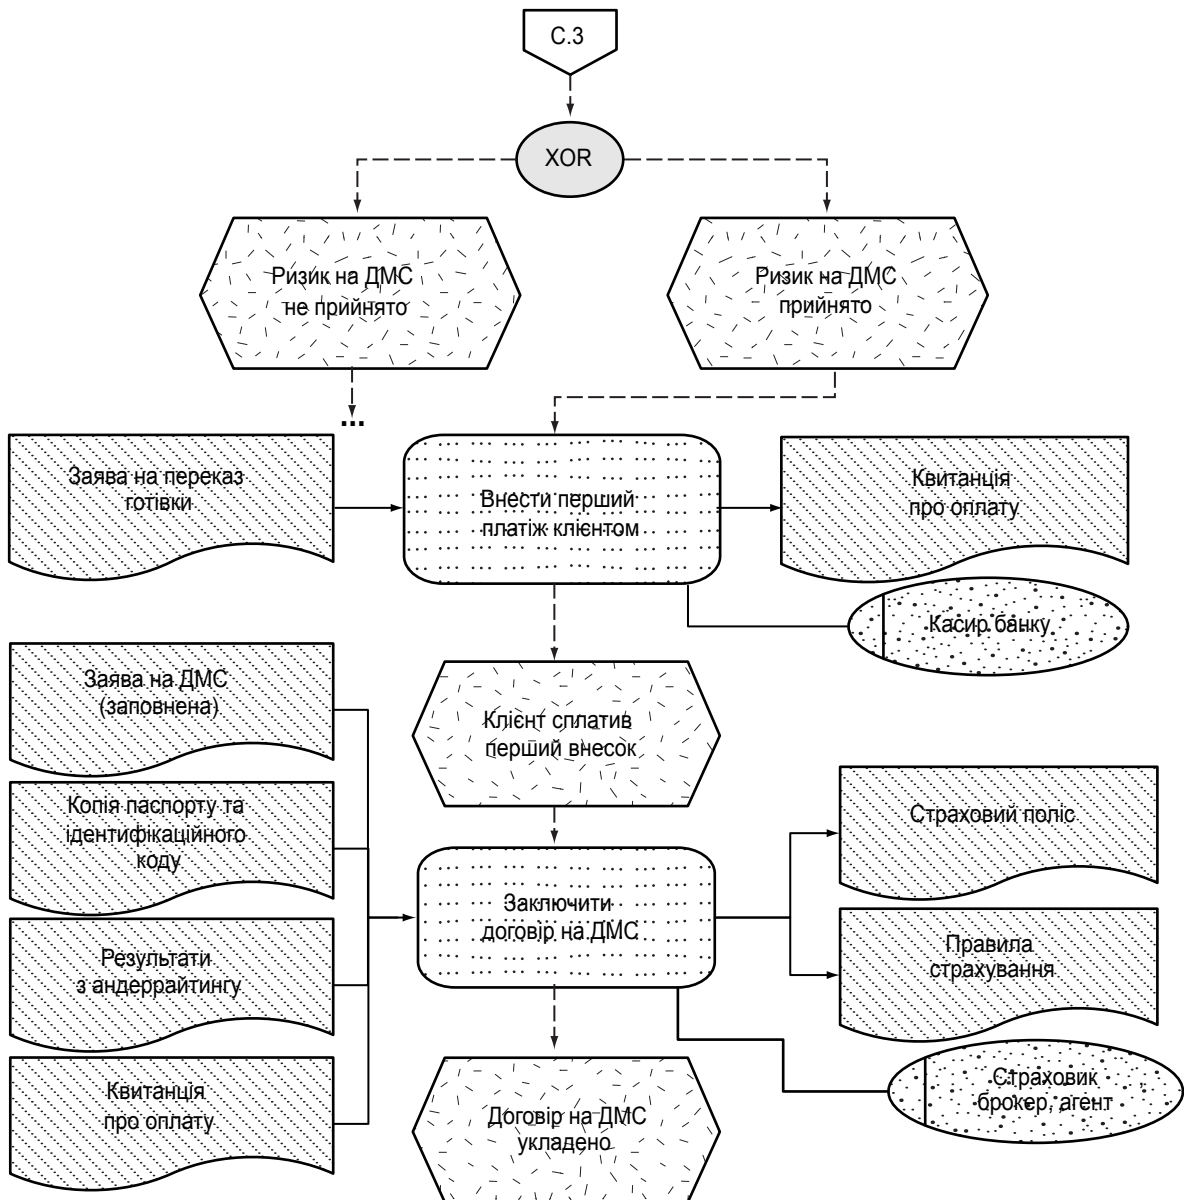 С.3
XOR
Ризик на ДМС
не прийнято
Ризик на ДМС
прийнято
...
Заява на переказ
готівки
Внести перший
платіж клієнтом
Квитанція
про оплату
Касир банку
Заява на ДМС
(заповнена)
Клієнт сплатив
перший внесок
Копія паспорту та
ідентифікаційного
коду
Страховий поліс
Заключити
договір на ДМС
Результати
з андеррайтингу
Правила
страхування
Квитанція
про оплату
Страховик
брокер, агент
Договір на ДМС
укладено